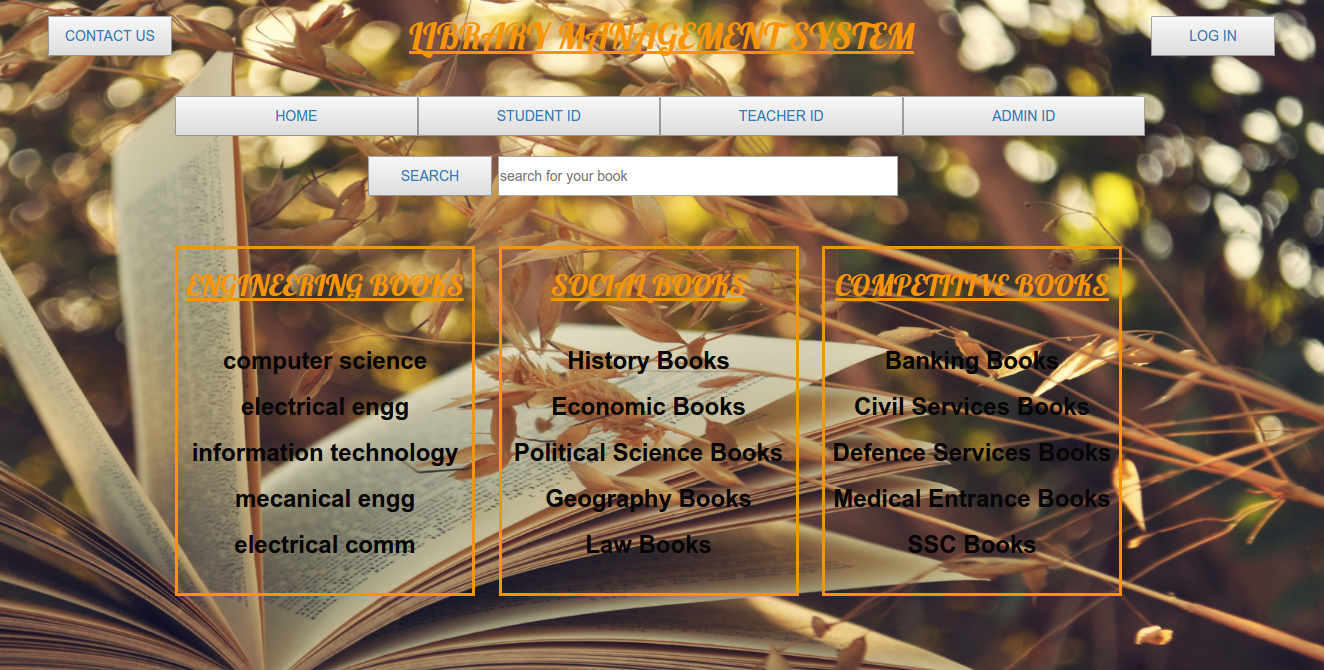 CONTACT US
LIBRARY MANAGEMENT SYSTEM
LOG IN
HOME
STUDENT ID
TEACHER ID
ADMIN ID
SEARCH
search for your book
ENGINEERING BOOKS
computer science
electrical engg
information technology
mecanical engg
electrical comm
SOCIAL BOOKS
History Books
Economic Books
Political Science Books
Geography Books
Law Books
COMPETITIVE BOOKS
Banking Books
Civil Services Books
Defence Services Books
Medical Entrance Books
SSC Books